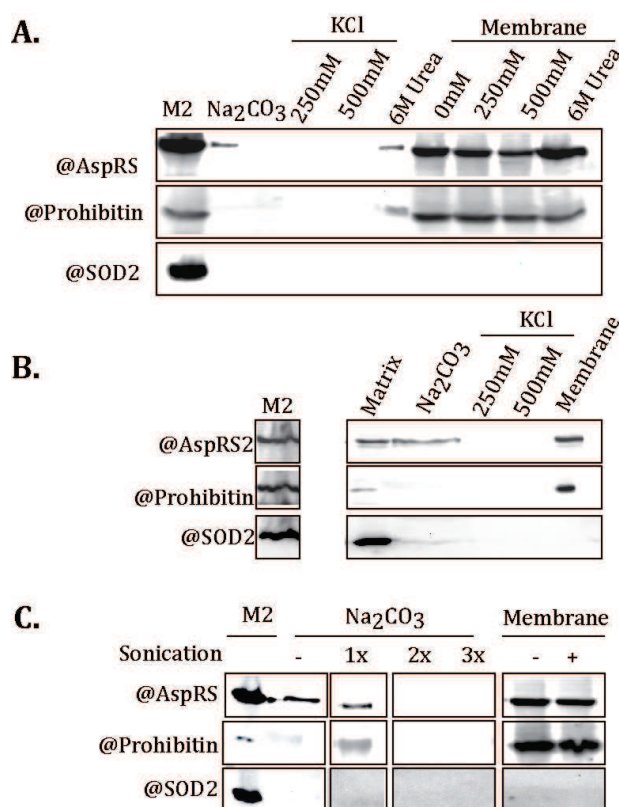 A.
KCl Membrane
M2 Na₂CO₃ 250mM 500mM 6M Urea 0mM 250mM 500mM 6M Urea
@AspRS
@Prohibitin
@SOD2
B.
KCl
M2 Matrix Na₂CO₃ 250mM 500mM Membrane
@AspRS2
@Prohibitin
@SOD2
C.
M2 Na₂CO₃ Membrane
Sonication - 1x 2x 3x - +
@AspRS
@Prohibitin
@SOD2